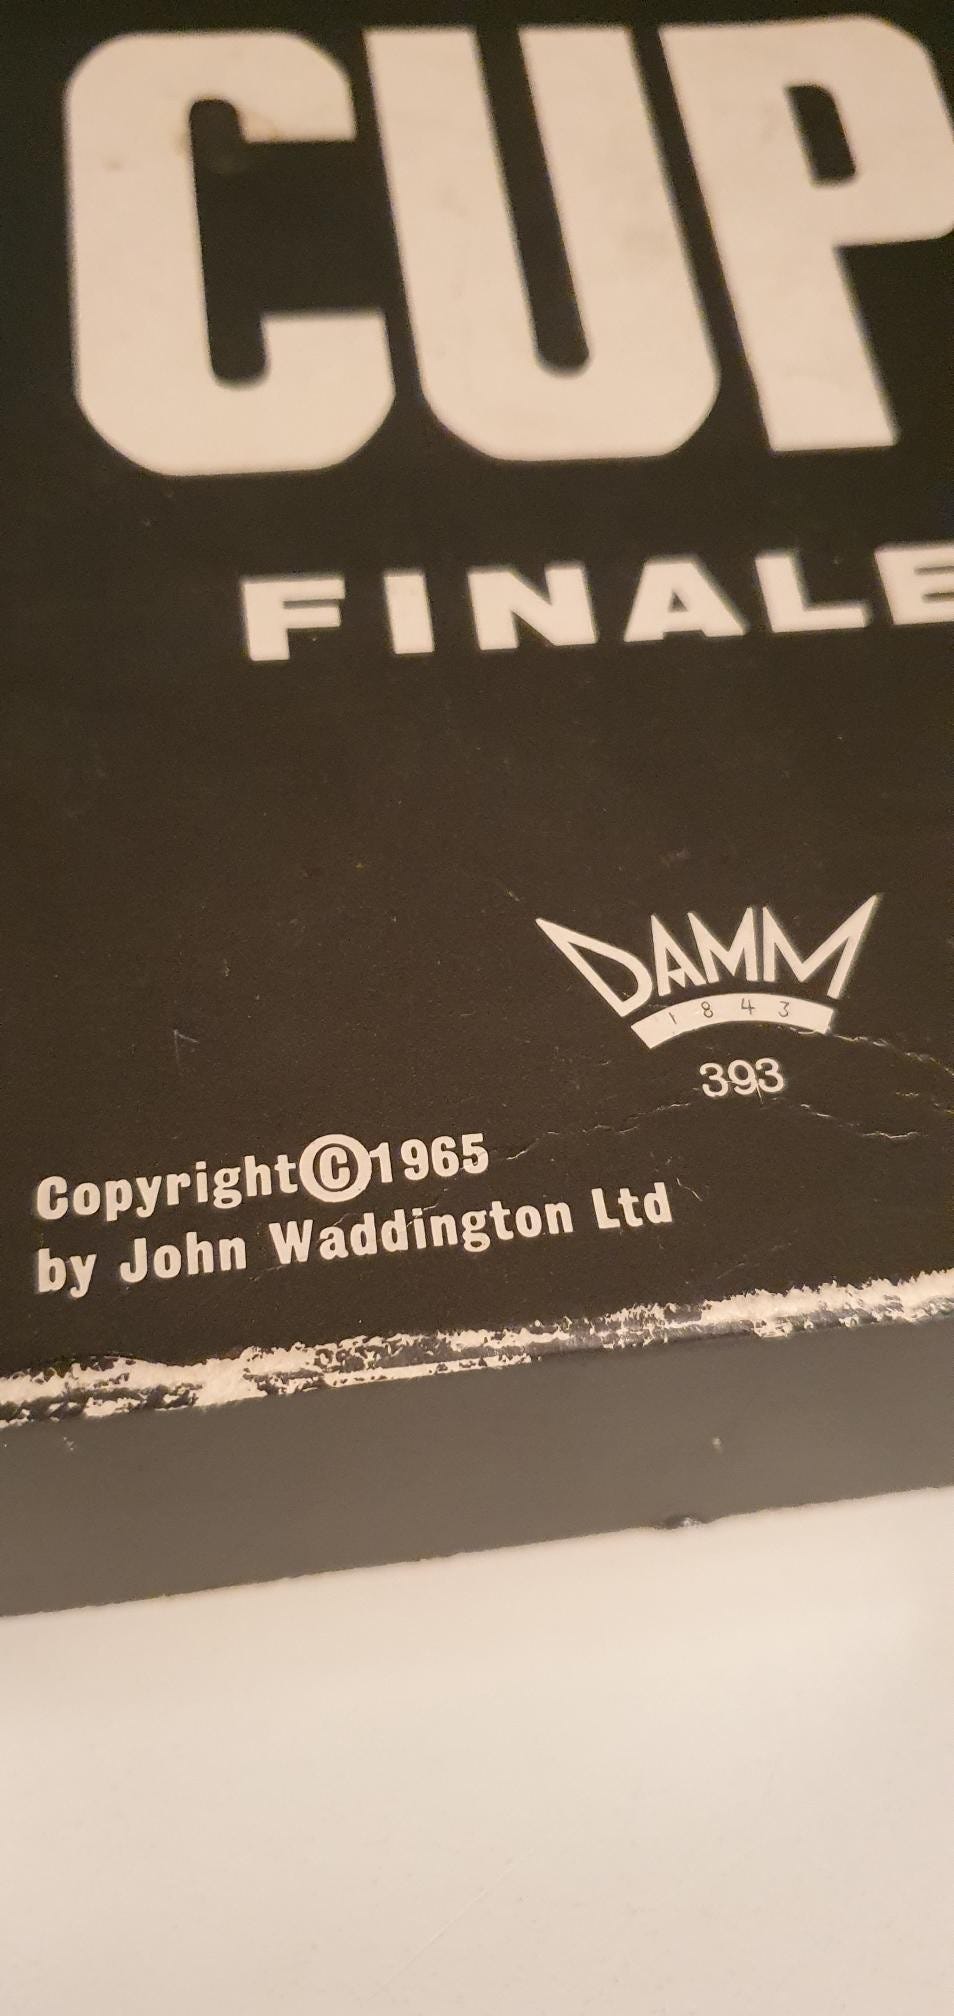 CUP
FINALE
DAMM
1843
393
Copyright©1965
by John Waddington Ltd